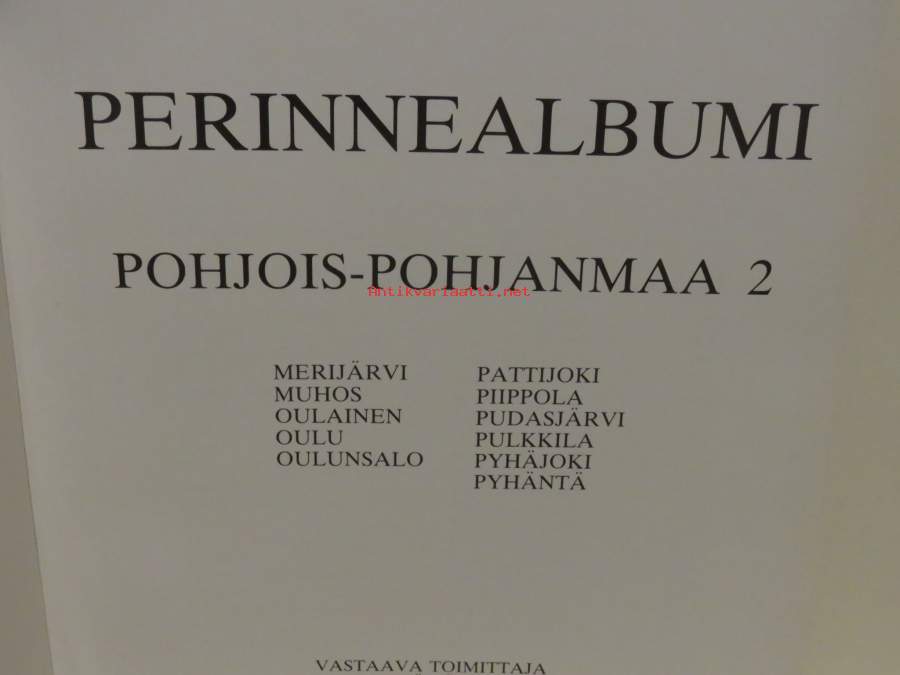 PERINNEALBUMI
POHJOIS-POHJANMAA 2
Antikvariaatti.net
MERIJÄRVI
MUHOS
OULAINEN
OULU
OULUNSALO
PATTIJOKI
PIIPPOLA
PUDASJÄRVI
PULKKILA
PYHÄJOKI
PYHÄNTÄ
VASTAAVA TOIMITTAJA